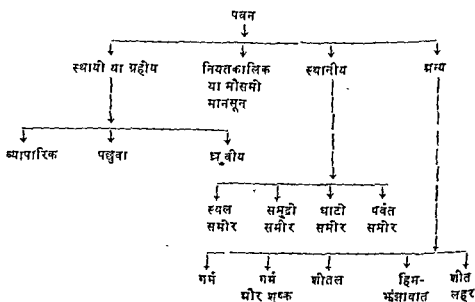 पवन
स्थायी या ग्रहीय नियतकालिक स्थानीय अन्य
या मौसमी
मानसून
व्यापारिक पछुवा ध्रुवीय
स्थल समुद्री घाटी पर्वत
समीर समीर समीर समीर
गर्म गर्म शीतल हिम- शीत
और शुष्क झंझावात लहर